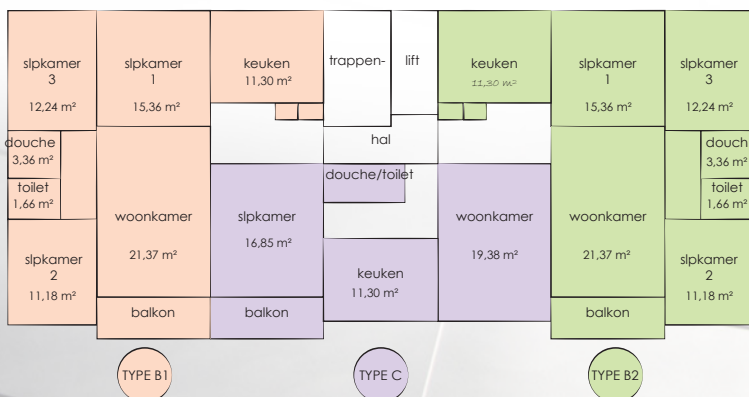 slpkamer
3
12,24 m²
slpkamer
1
15,36 m²
keuken
11,30 m²
trappen-
lift
keuken
11,30 m²
slpkamer
1
15,36 m²
slpkamer
3
12,24 m²
douche
3,36 m²
toilet
1,66 m²
hal
douche/toilet
douch
3,36 m²
toilet
1,66 m²
woonkamer
21,37 m²
slpkamer
16,85 m²
woonkamer
19,38 m²
woonkamer
21,37 m²
slpkamer
2
11,18 m²
keuken
11,30 m²
slpkamer
2
11,18 m²
balkon
balkon
balkon
TYPE B1
TYPE C
TYPE B2